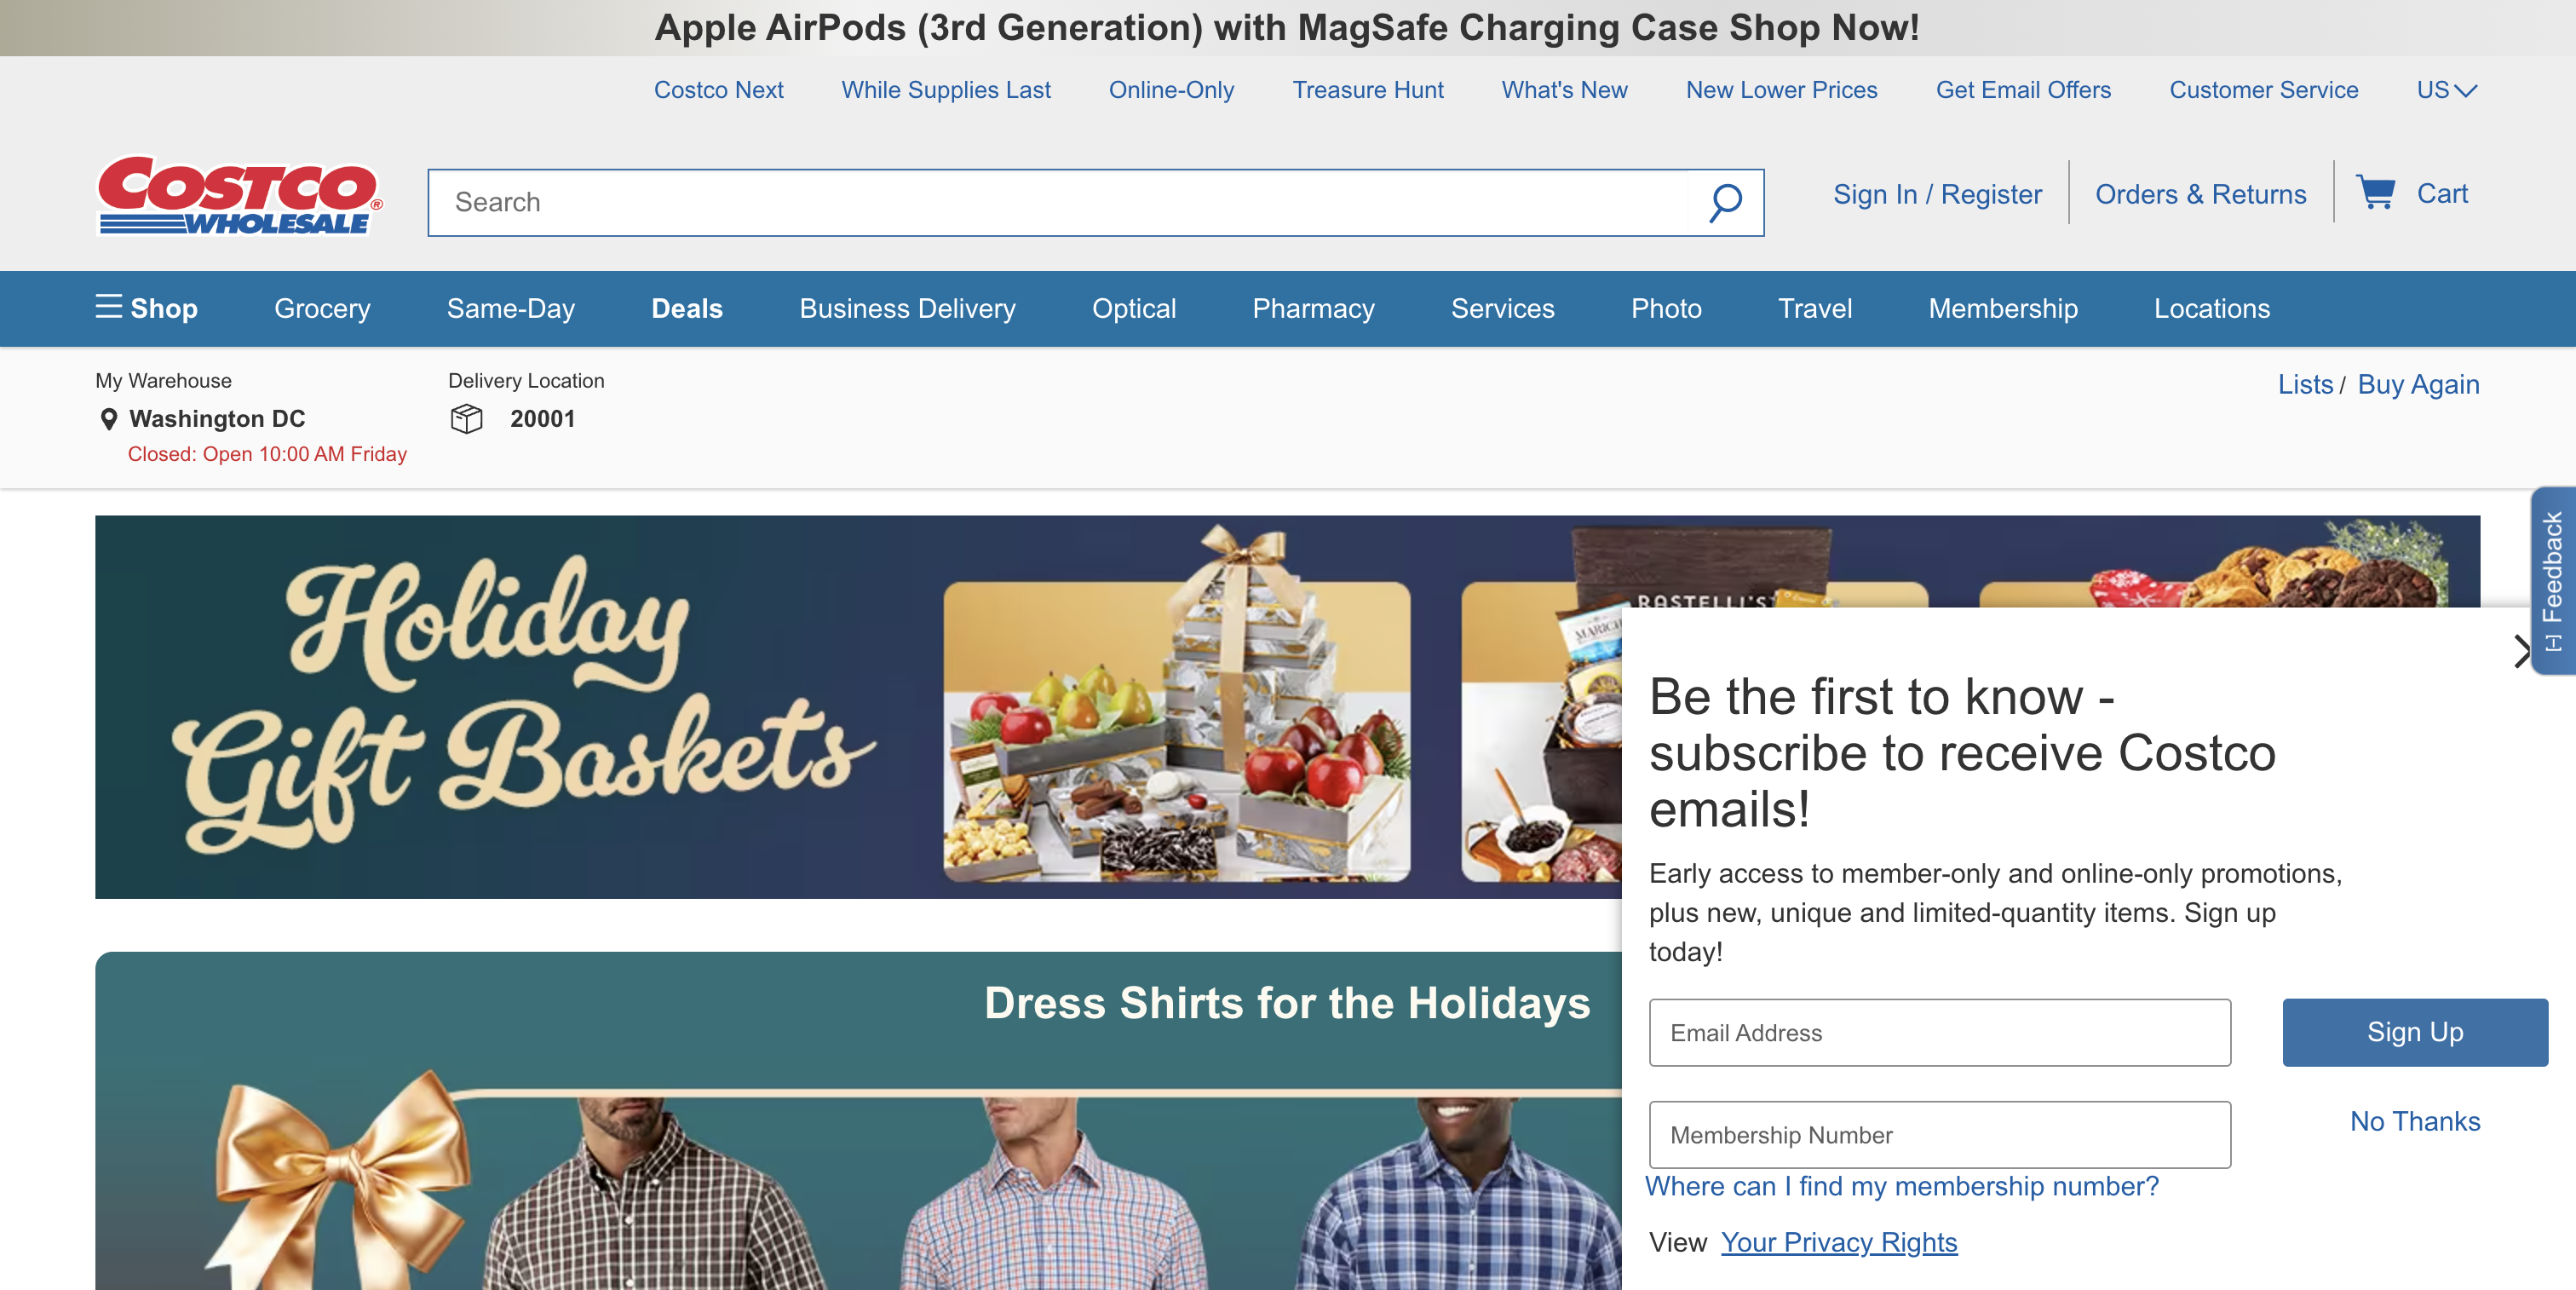 Apple AirPods (3rd Generation) with MagSafe Charging Case Shop Now!
Costco Next While Supplies Last Online-Only Treasure Hunt What's New New Lower Prices Get Email Offers Customer Service US
COSTCO®
WHOLESALE
Search
Sign In / Register Orders & Returns Cart
Shop Grocery Same-Day Deals Business Delivery Optical Pharmacy Services Photo Travel Membership Locations
My Warehouse Delivery Location
Lists / Buy Again
Washington DC 20001
Closed: Open 10:00 AM Friday
[-] Feedback
Holiday
Gift Baskets
RASTELLI'S
Be the first to know -
subscribe to receive Costco
emails!
Early access to member-only and online-only promotions,
plus new, unique and limited-quantity items. Sign up
today!
Email Address
Sign Up
Membership Number
No Thanks
Where can I find my membership number?
View Your Privacy Rights
Dress Shirts for the Holidays